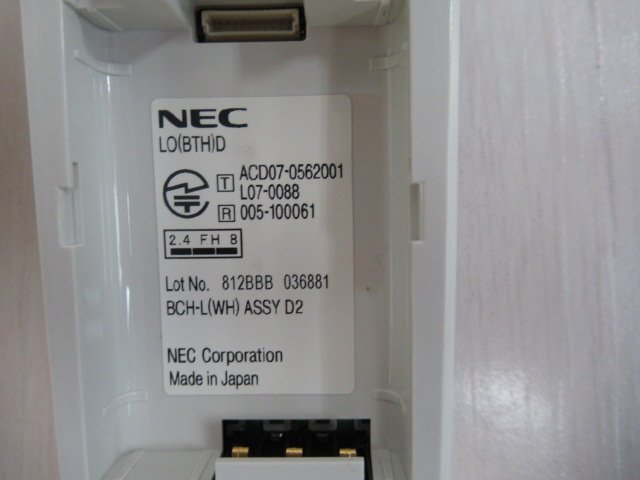 NEC
LO(BTH)D
T ACD07-0562001
L07-0088
R 005-100061
2.4 FH 8
Lot No. 812BBB 036881
BCH-L(WH) ASSY D2
NEC Corporation
Made in Japan